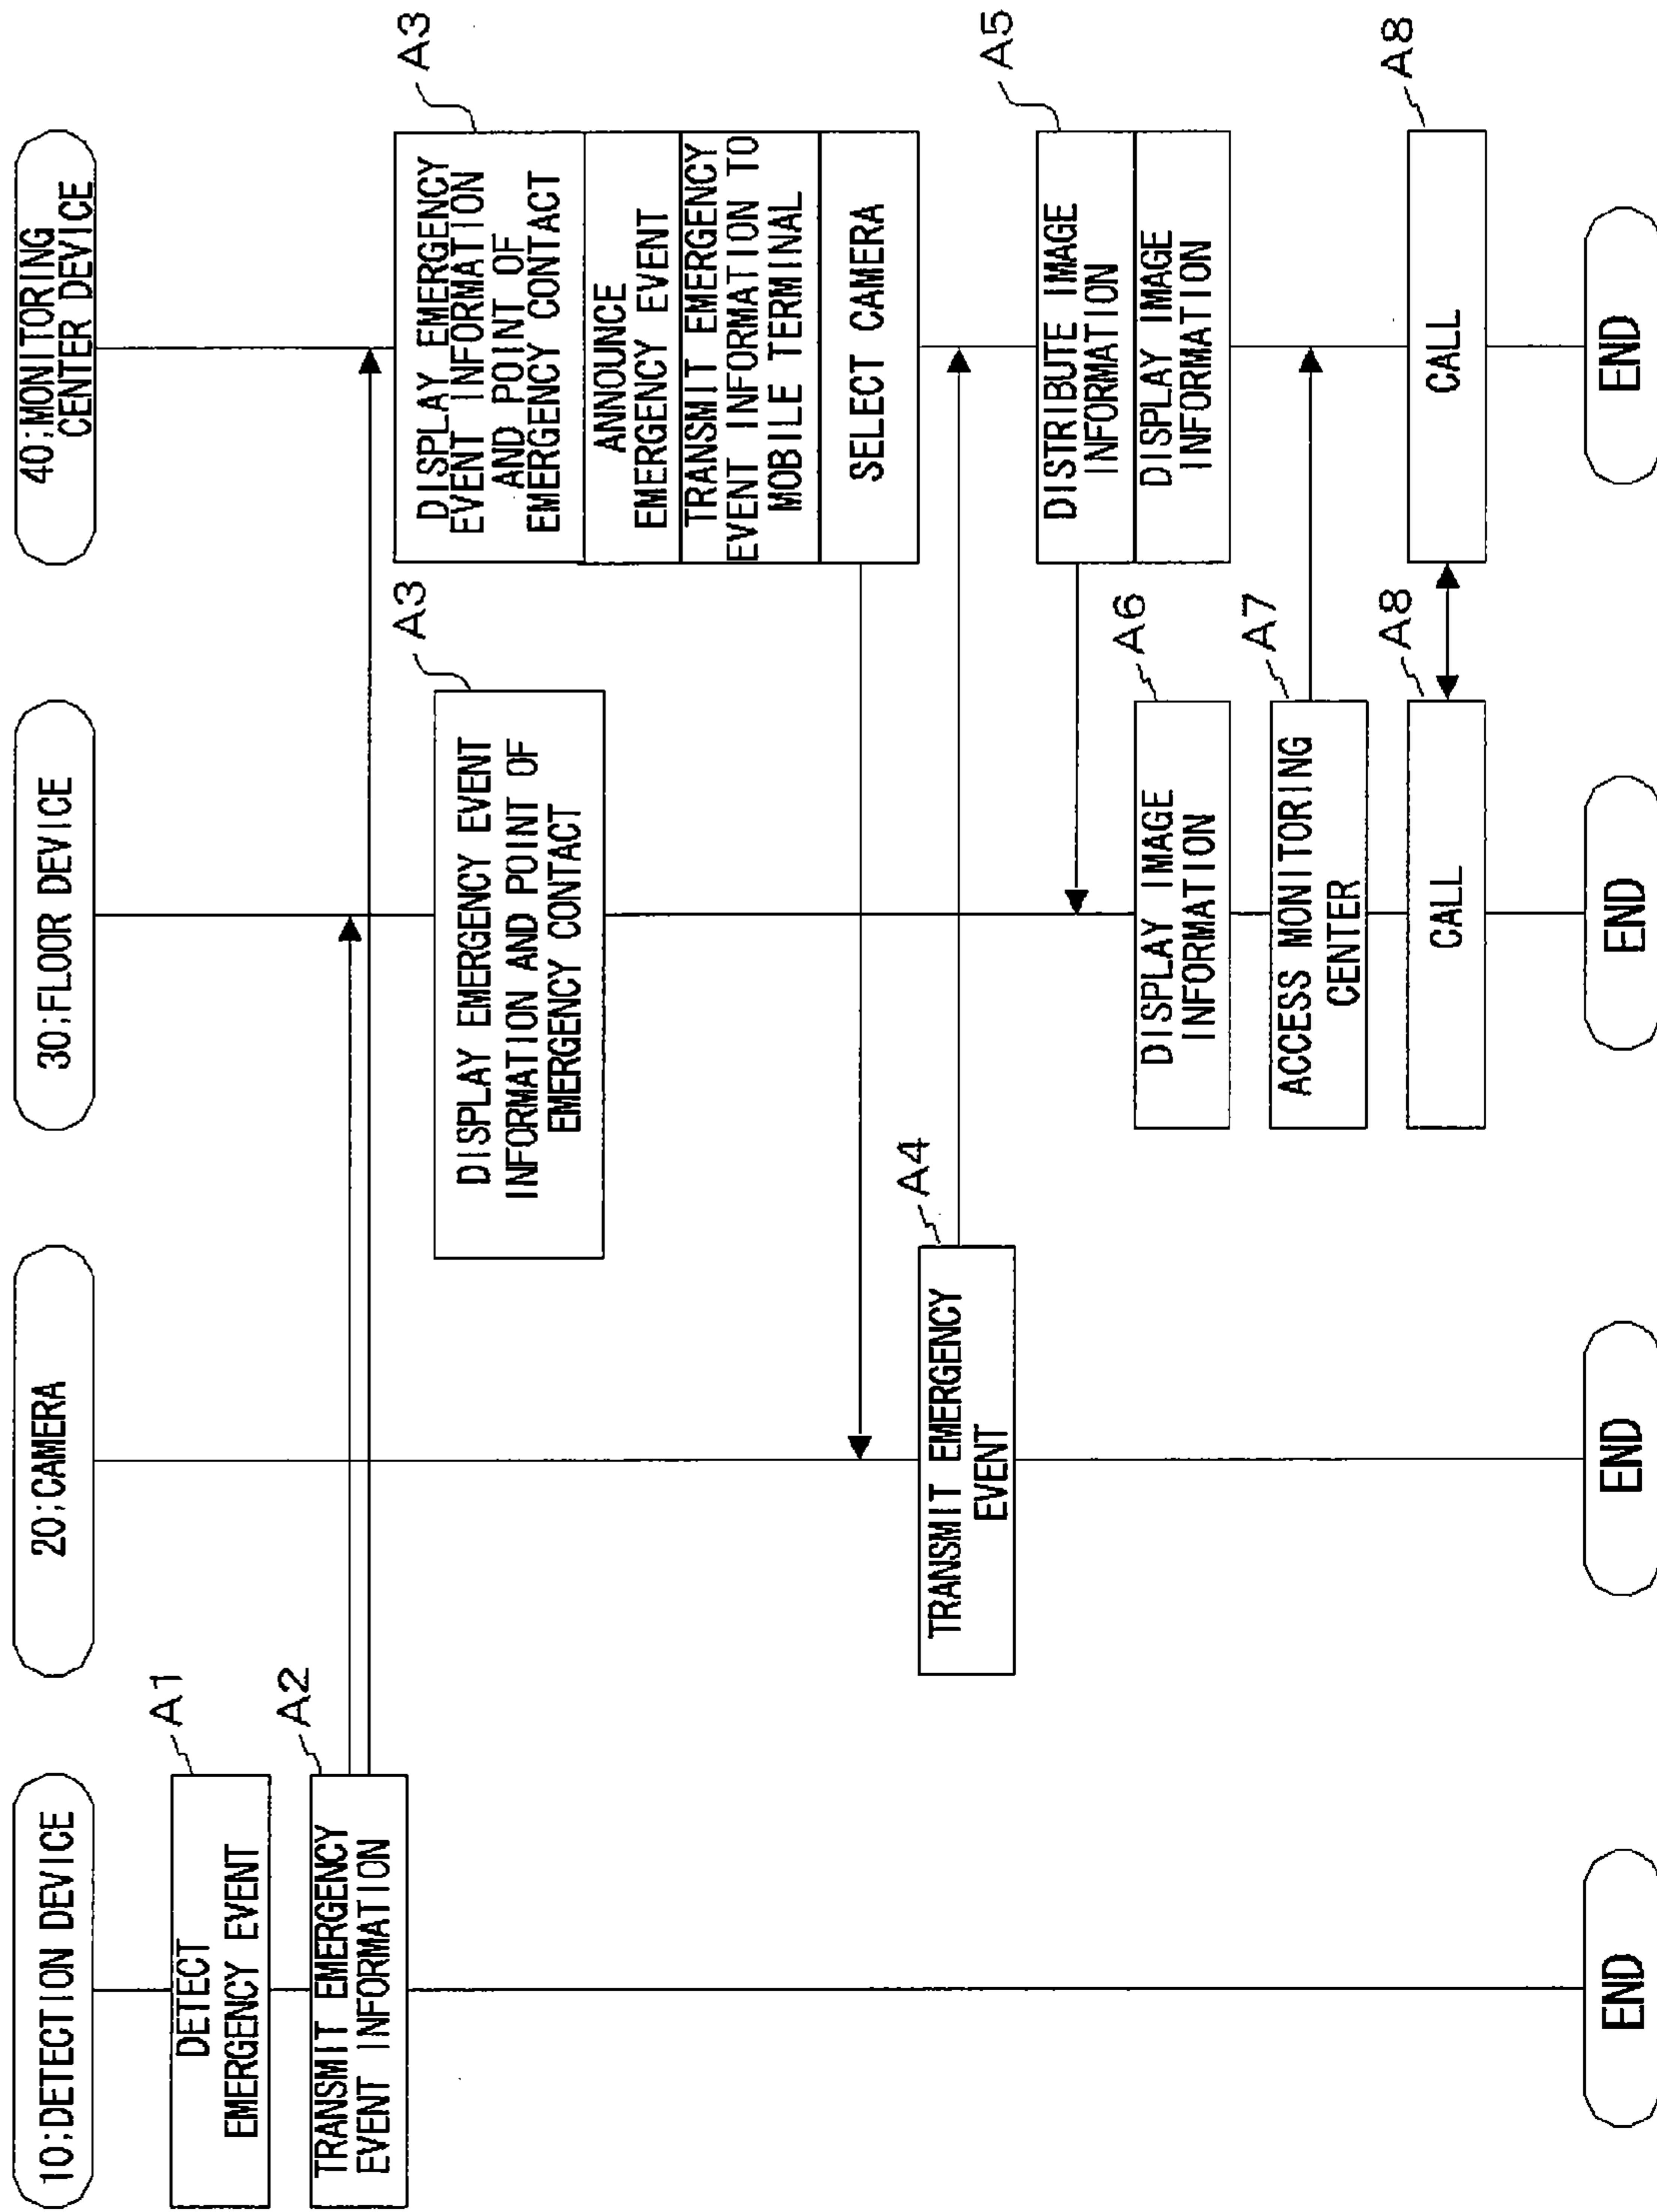 10;DETECTION DEVICE
20;CAMERA
30;FLOOR DEVICE
40;MONITORING
CENTER DEVICE
A1
DETECT
EMERGENCY EVENT
A2
TRANSMIT EMERGENCY
EVENT INFORMATION
A3
DISPLAY EMERGENCY EVENT
INFORMATION AND POINT OF
EMERGENCY CONTACT
A3
DISPLAY EMERGENCY
EVENT INFORMATION
AND POINT OF
EMERGENCY CONTACT
ANNOUNCE
EMERGENCY EVENT
TRANSMIT EMERGENCY
EVENT INFORMATION TO
MOBILE TERMINAL
SELECT CAMERA
A4
TRANSMIT EMERGENCY
EVENT
A5
DISTRIBUTE IMAGE
INFORMATION
DISPLAY IMAGE
INFORMATION
A6
DISPLAY IMAGE
INFORMATION
A7
ACCESS MONITORING
CENTER
A8
CALL
A8
CALL
END
END
END
END